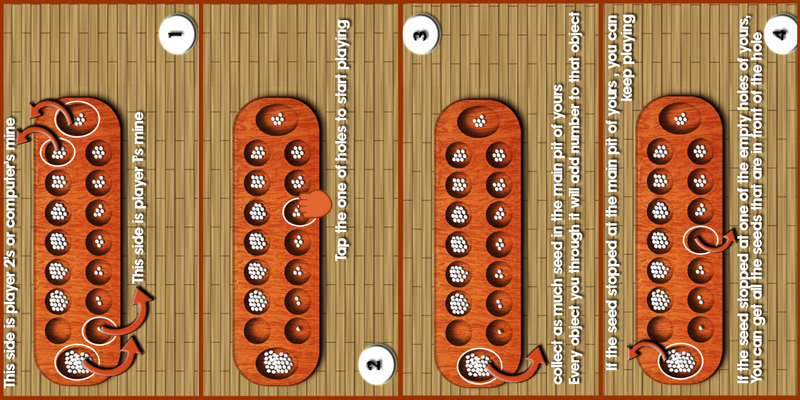 1
This side is player 2's or computer's mine
This side is player 1's mine
2
Tap the one of holes to start playing
3
collect as much seed in the main pit of yours
Every object you through it will add number to that object
4
If the seed stopped at the main pit of yours , you can
keep playing
If the seed stopped at one of the empty holes of yours,
You can get all the seeds that are in front of the hole